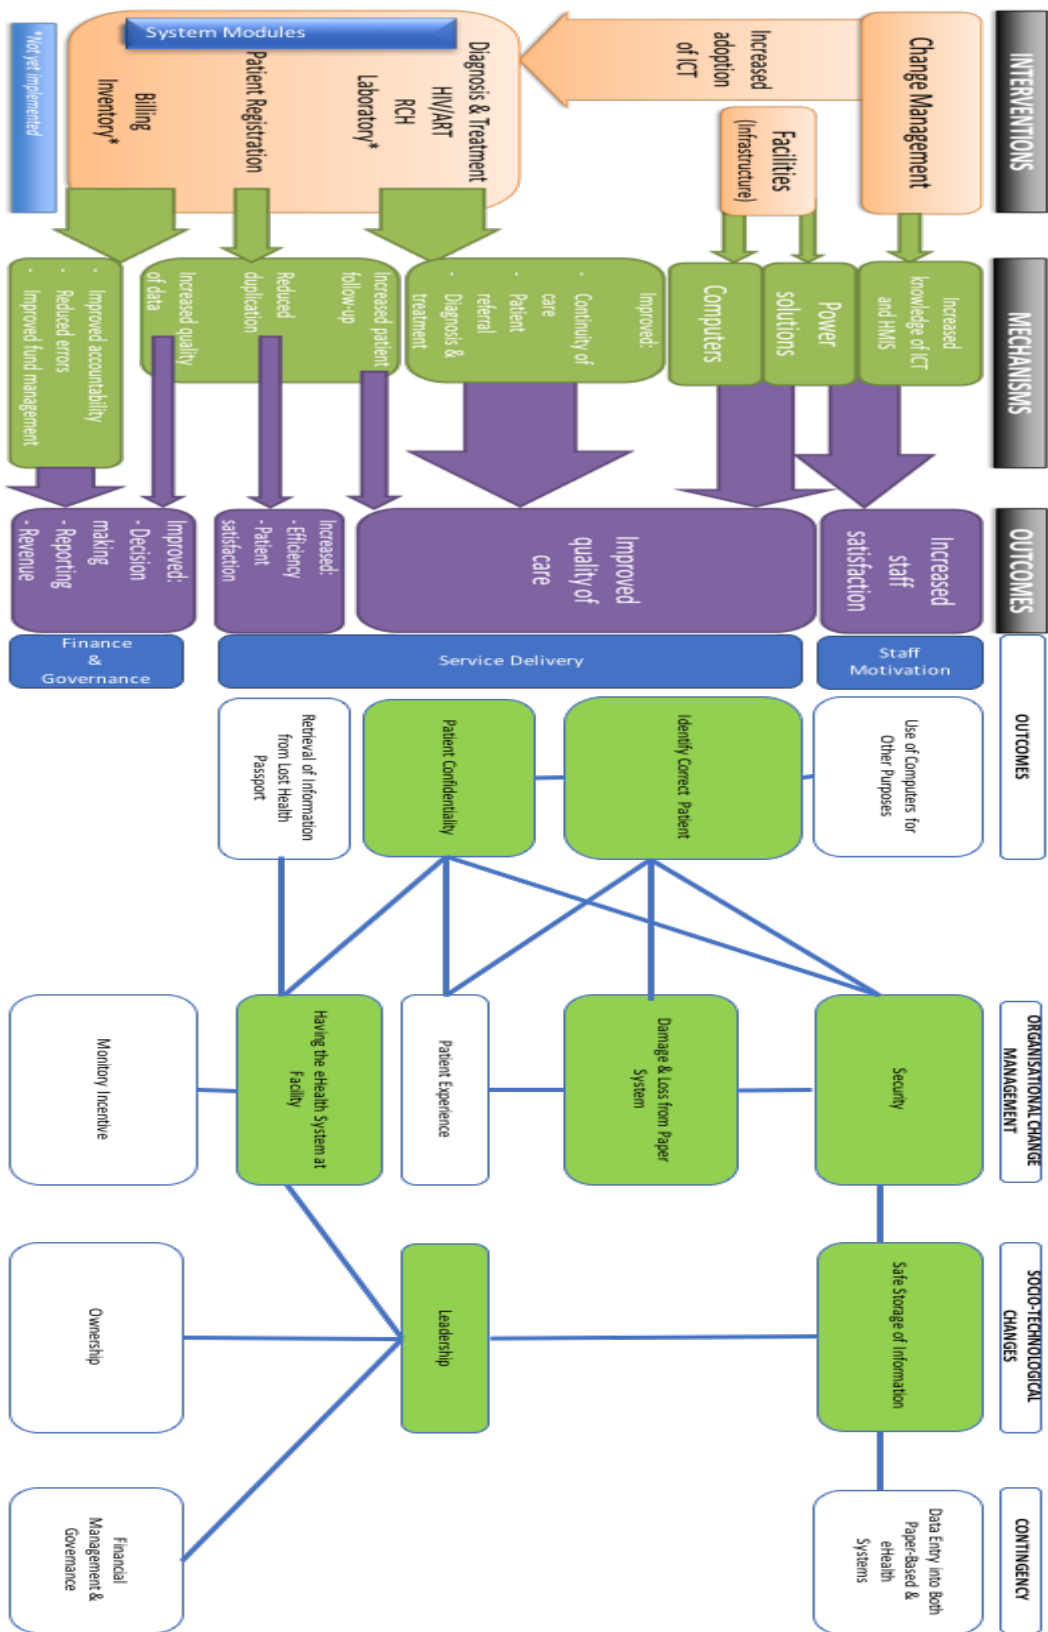 INTERVENTIONS
MECHANISMS
OUTCOMES
OUTCOMES
ORGANISATIONAL CHANGE
MANAGEMENT
SOCIO-TECHNOLOGICAL
CHANGES
CONTINGENCY
Change Management
Increased
adoption
of ICT
Facilities
(Infrastructure)
System Modules
Diagnosis & Treatment
HIV/ART
RCH
Laboratory*
Patient Registration
Billing
Inventory*
*Not yet implemented
Increased
knowledge of ICT
and HMIS
Power
solutions
Computers
Improved:
- Continuity of
care
- Patient
referral
- Diagnosis &
treatment
Increased patient
follow-up
Reduced
duplication
Increased quality
of data
- Improved accountability
- Reduced errors
- Improved fund management
Increased
staff
satisfaction
Improved
quality of
care
Increased:
- Efficiency
- Patient
satisfaction
Improved:
- Decision
making
- Reporting
- Revenue
Staff
Motivation
Service Delivery
Finance
&
Governance
Use of Computers for
Other Purposes
Identify Correct Patient
Patient Confidentiality
Retrieval of Information
from Lost Health
Passport
Security
Damage & Loss from Paper
System
Patient Experience
Having the eHealth System at
Facility
Monitory Incentive
Safe Storage of Information
Leadership
Ownership
Data Entry into Both
Paper-Based &
eHealth
Systems
Financial
Management &
Governance